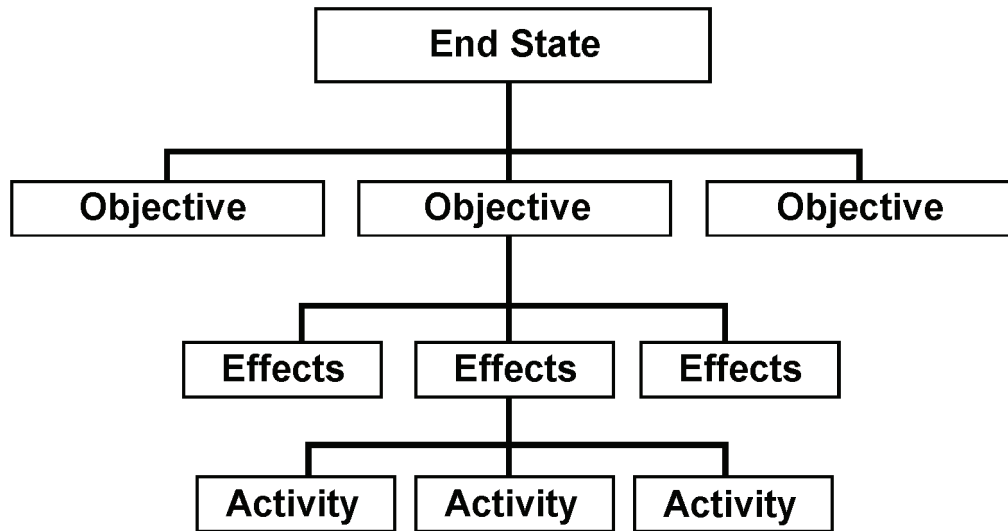 End State
Objective Objective Objective
Effects Effects Effects
Activity Activity Activity